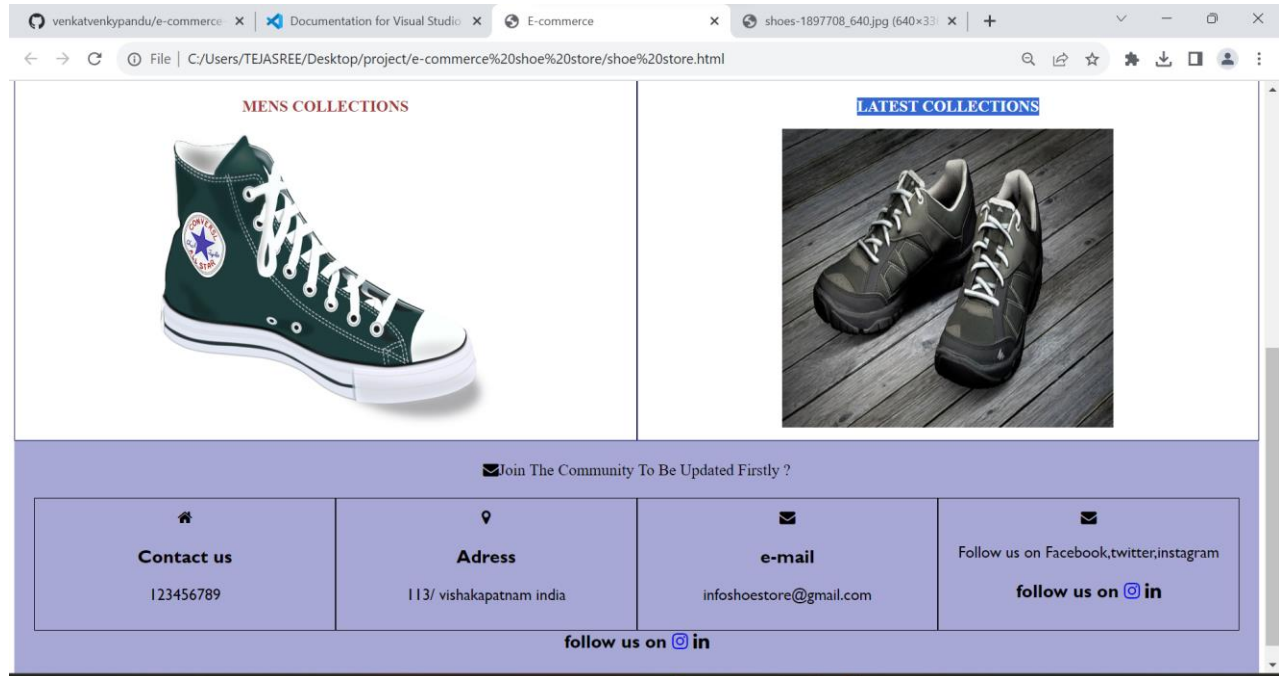 venkatvenkypandu/e-commerce-
Documentation for Visual Studio
E-commerce
shoes-1897708_640.jpg (640×33
File | C:/Users/TEJASREE/Desktop/project/e-commerce%20shoe%20store/shoe%20store.html
MENS COLLECTIONS
LATEST COLLECTIONS
CONVERSE
ALL STAR
Join The Community To Be Updated Firstly ?
Contact us
123456789
Adress
113/ vishakapatnam india
e-mail
infoshoestore@gmail.com
Follow us on Facebook,twitter,instagram
follow us on in
follow us on in